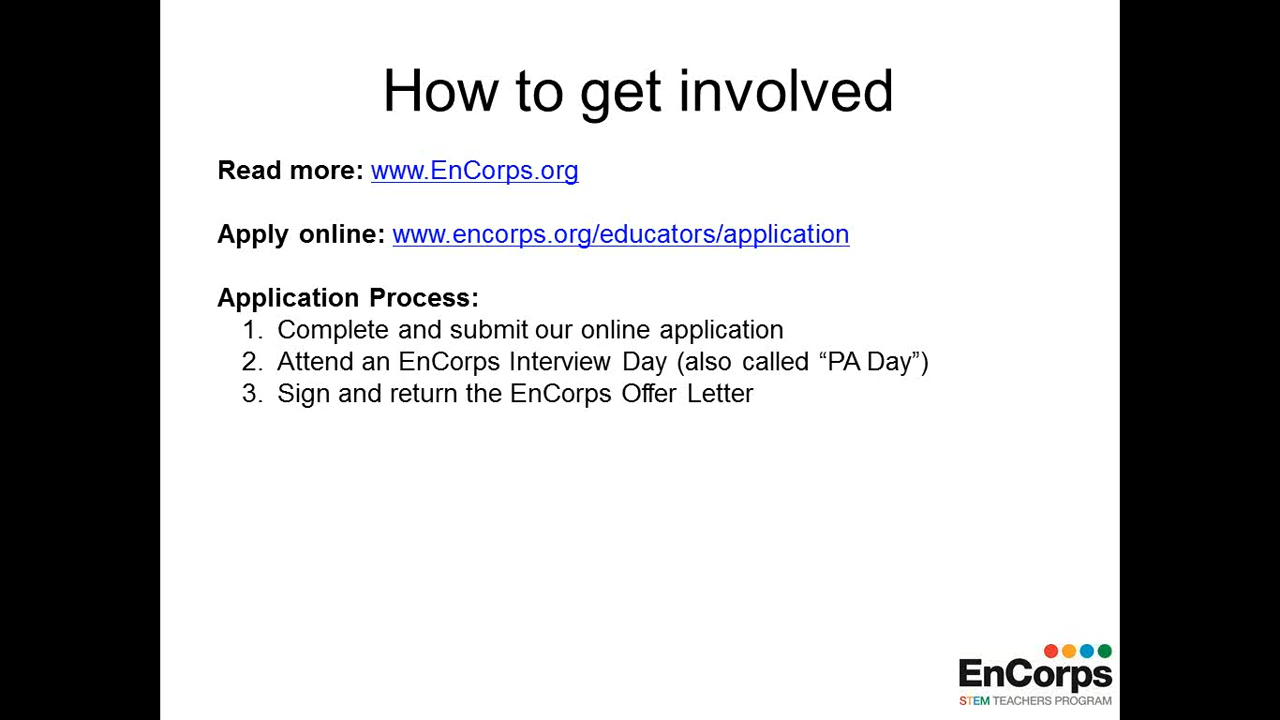 How to get involved
Read more: www.EnCorps.org
Apply online: www.encorps.org/educators/application
Application Process:
1. Complete and submit our online application
2. Attend an EnCorps Interview Day (also called “PA Day”)
3. Sign and return the EnCorps Offer Letter
EnCorps
STEM TEACHERS PROGRAM